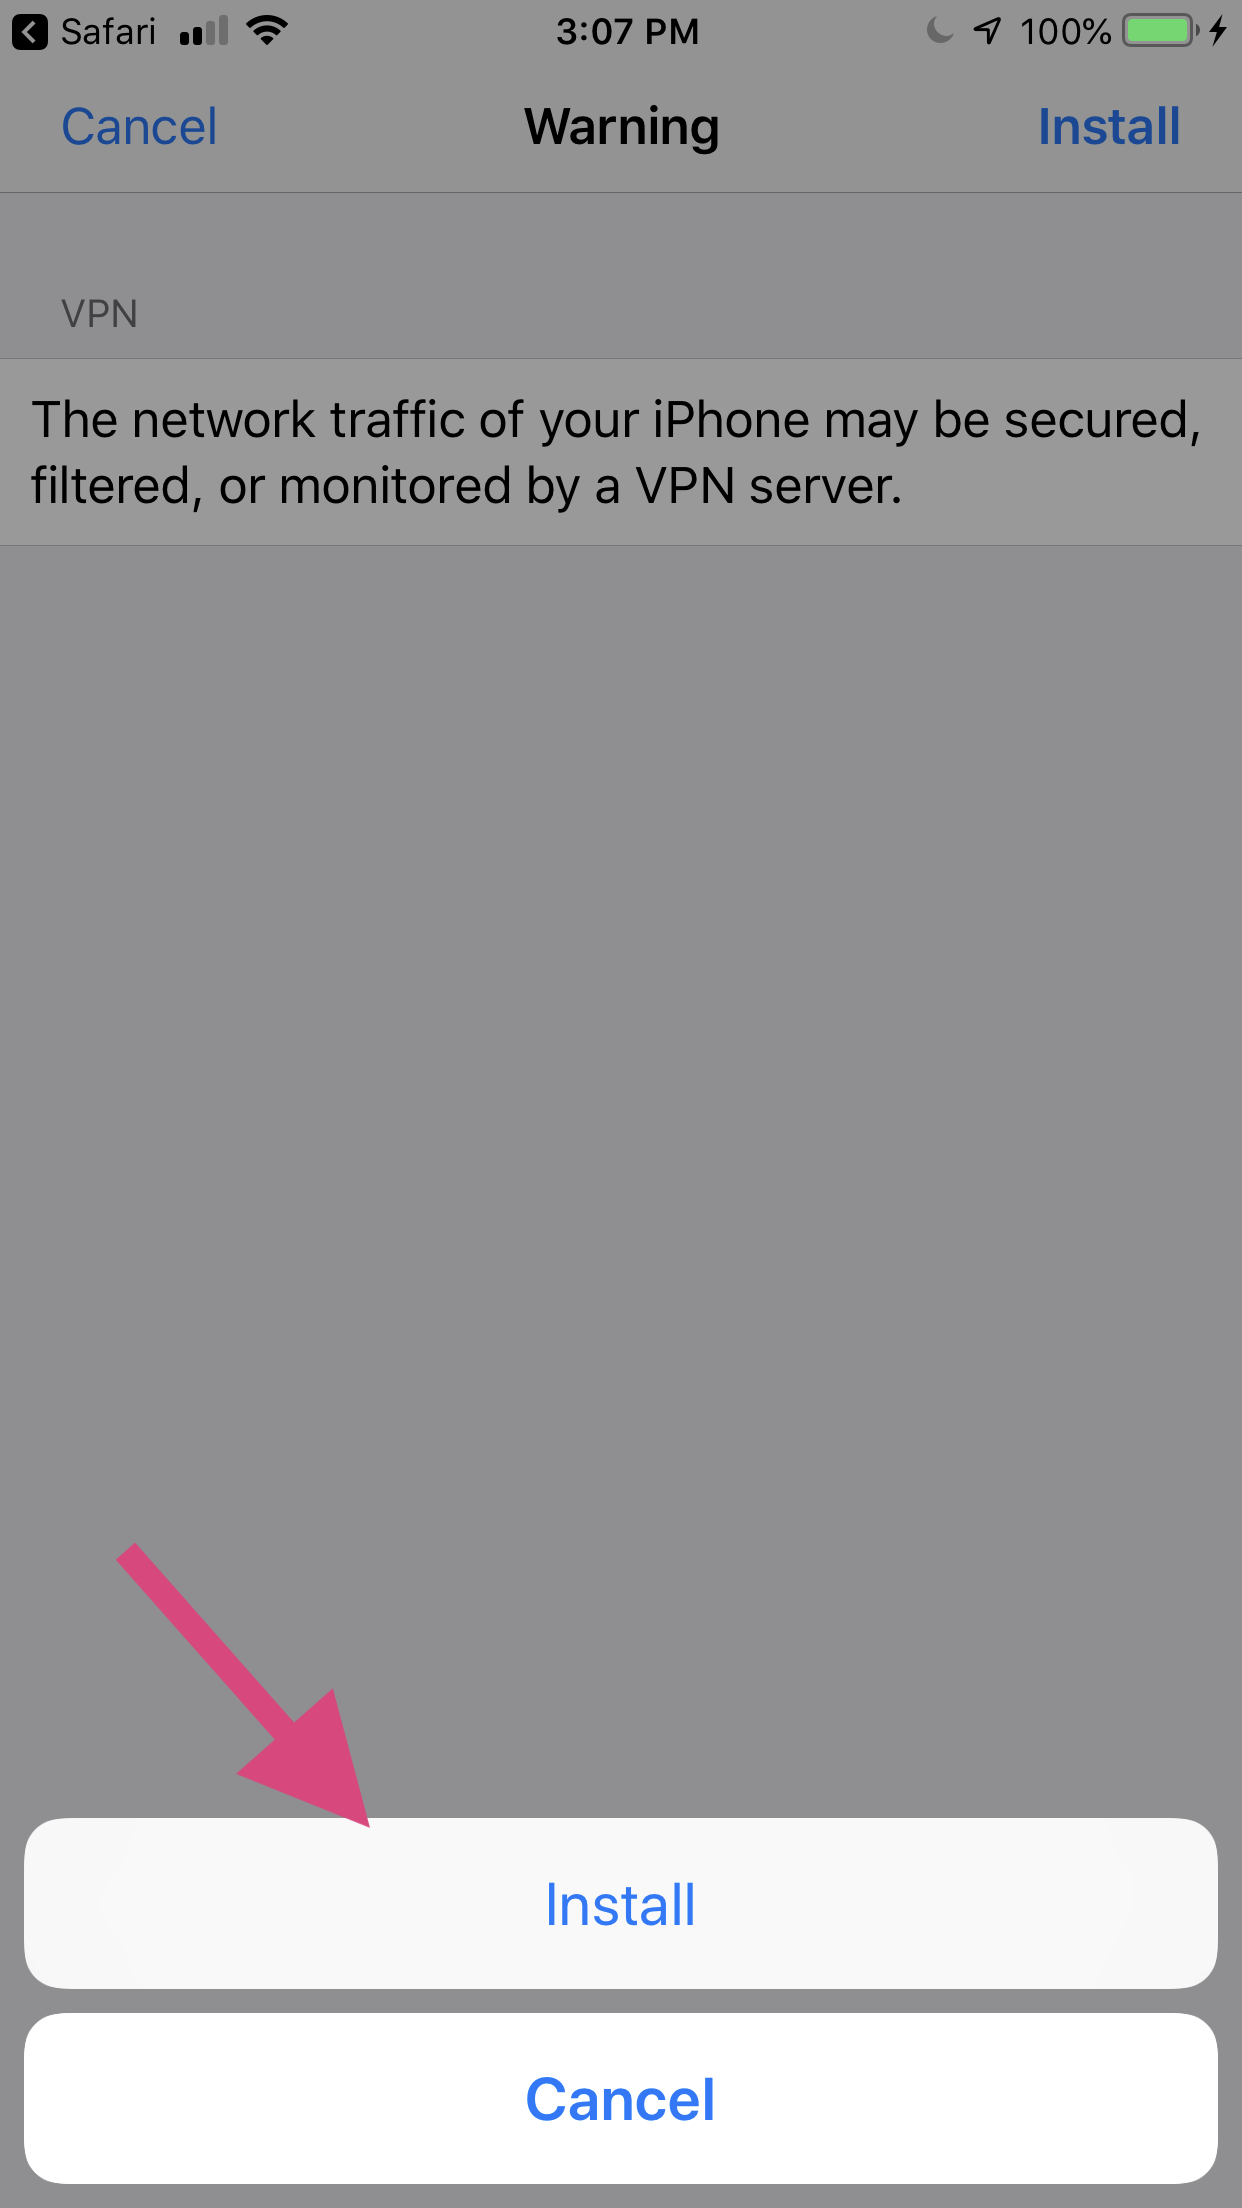 Safari 3:07 PM 100%
Cancel Warning Install
VPN
The network traffic of your iPhone may be secured,
filtered, or monitored by a VPN server.
Install
Cancel